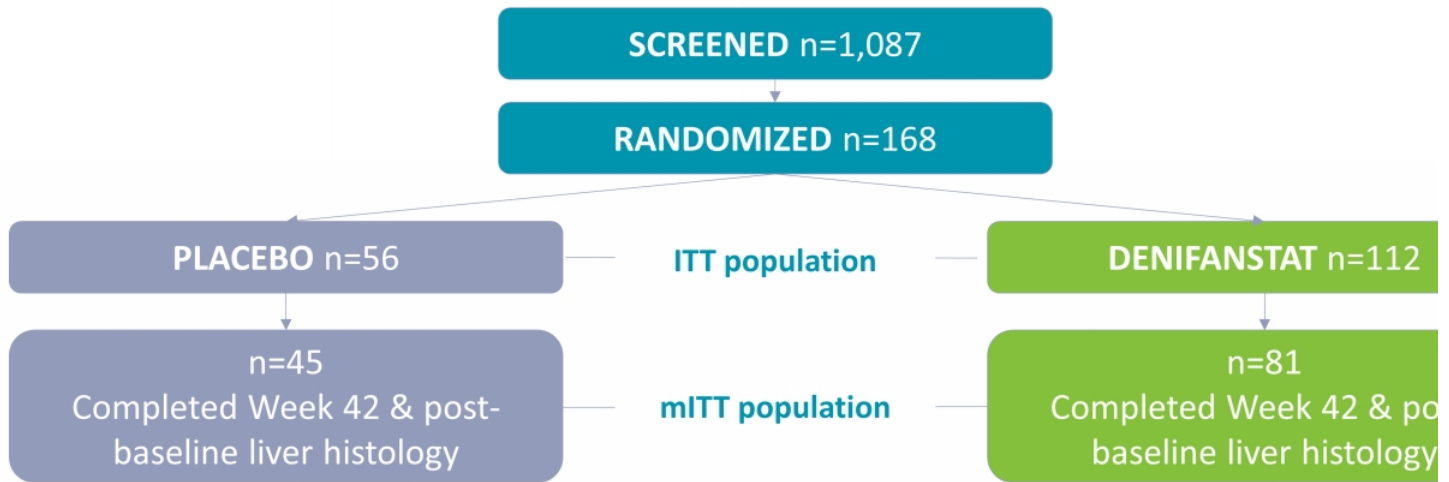 SCREENED n=1,087
RANDOMIZED n=168
PLACEBO n=56
ITT population
DENIFANSTAT n=112
n=45
Completed Week 42 & post-
baseline liver histology
mITT population
n=81
Completed Week 42 &
baseline liver histology